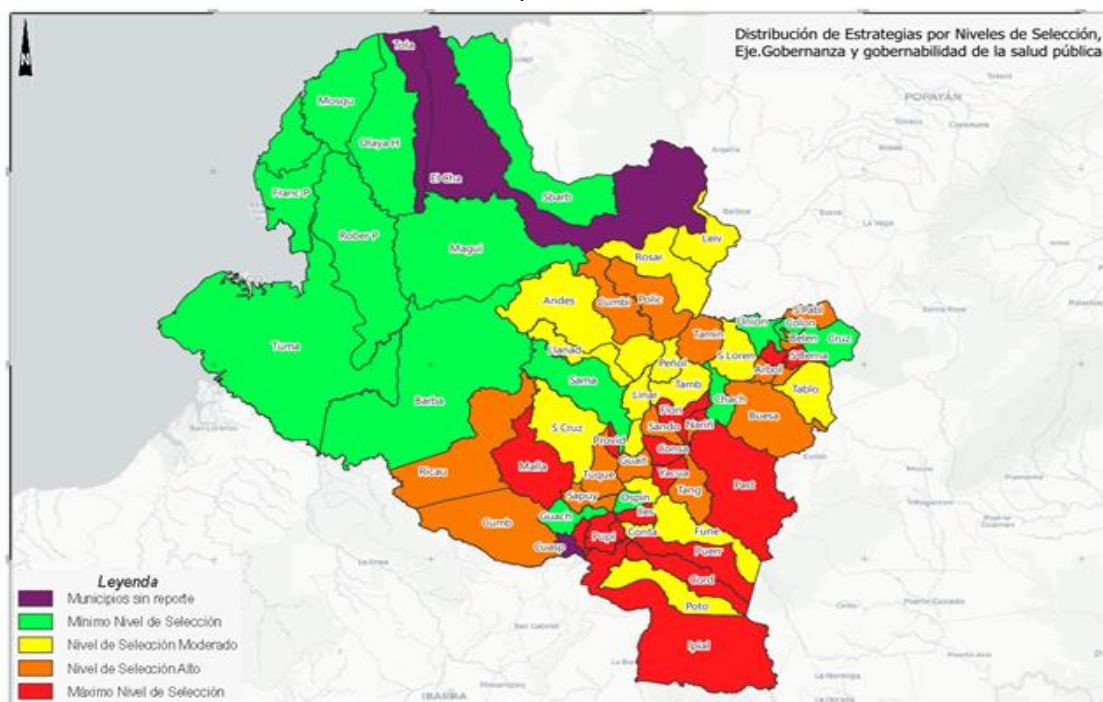 Distribución de Estrategias por Niveles de Selección,
Eje.Gobernanza y gobernabilidad de la salud pública
N
Tola
Mosqu
Olaya H
El Cha
Sbarb
Franc P
Rober P
Magui
Leiv
Rosar
POPAYÁN
Andes
Cumbi
Polic
S Pabl
Union
Colon
Tuma
Tamin
Belen
Cruz
Llanad
Peñol
S Loren
S Berna
Arbol
Sama
Tamb
Tablo
Barba
Linar
Chach
Flori
Buesa
S Cruz
Sando
Narin
Provid
Bonsa
Malla
Guait
Ricau
Tuque
Yacua
Past
Sapuy
Tang
Ospin
Cumb
Guach
Iles
Pupi
Conta
Fune
Cuasp
Puerr
Cord
Poto
Ipial
IBARRA
Leyenda
Municipios sin reporte
Mínimo Nivel de Selección
Nivel de Selección Moderado
Nivel de Selección Alto
Máximo Nivel de Selección